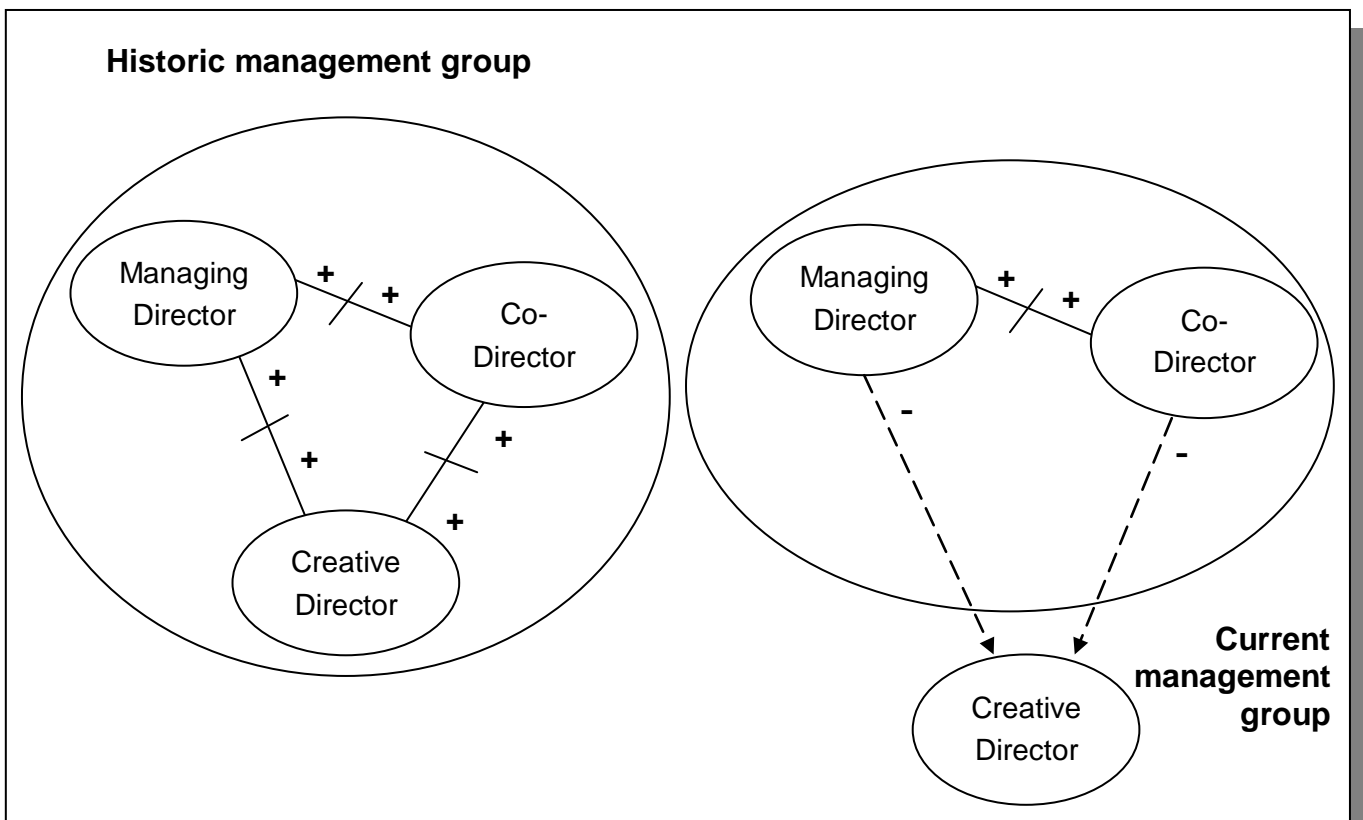 Historic management group
Managing
Director
+
+
Co-
Director
+
+
+
+
Creative
Director
Managing
Director
+
+
Co-
Director
-
-
Creative
Director
Current
management
group